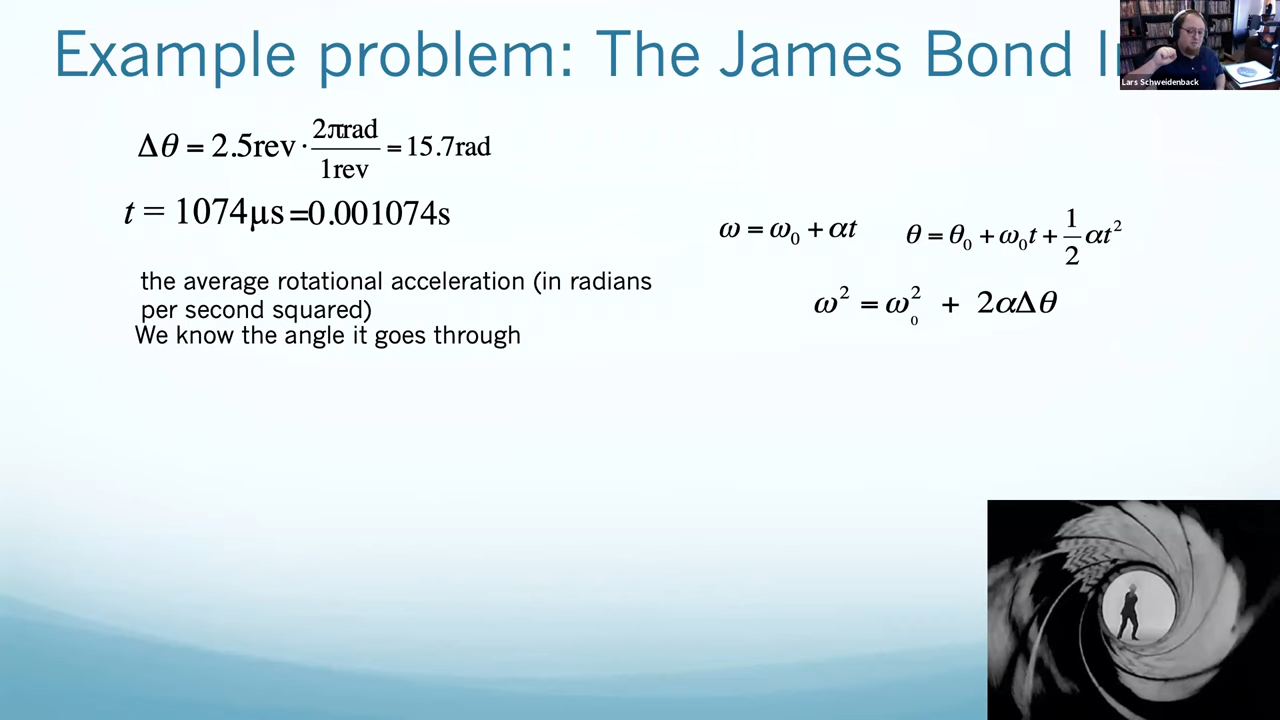 Example problem: The James Bond I
Lars Schweidenback
Δθ = 2.5rev · 2πrad / 1rev = 15.7rad
t = 1074μs=0.001074s
ω = ω₀ + αt
θ = θ₀ + ω₀t + 1/2 αt²
the average rotational acceleration (in radians
per second squared)
ω² = ω₀² + 2αΔθ
We know the angle it goes through